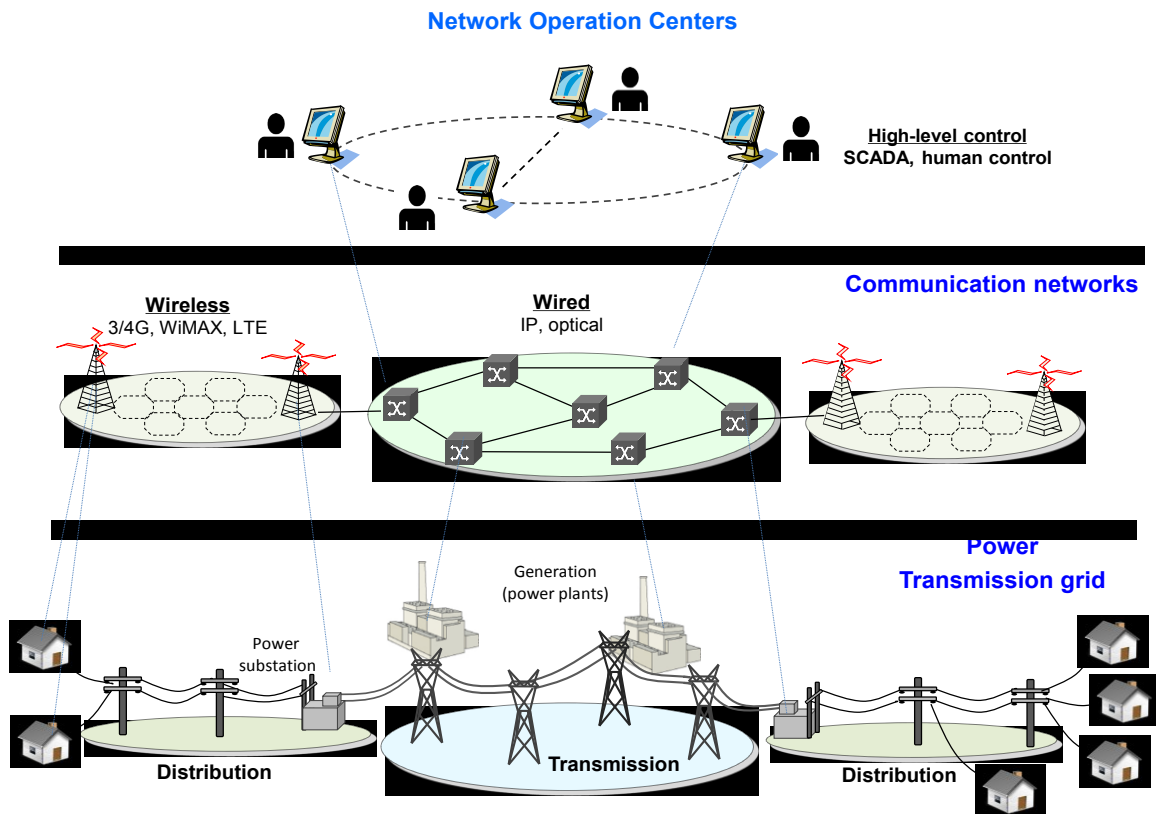 Network Operation Centers
High-level control
SCADA, human control
Communication networks
Wireless
3/4G, WiMAX, LTE
Wired
IP, optical
Power
Transmission grid
Generation
(power plants)
Power
substation
Distribution
Transmission
Distribution